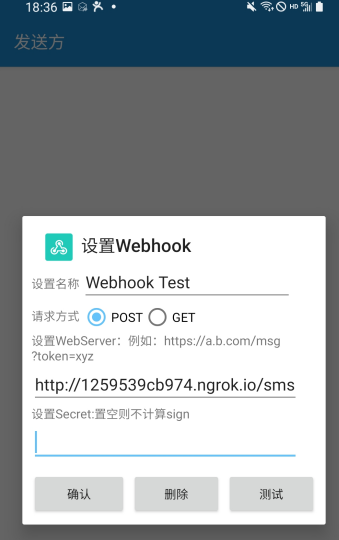 18:36 HD 5G
发送方
设置Webhook
设置名称 Webhook Test
请求方式 POST GET
设置WebServer：例如：https://a.b.com/msg
?token=xyz
http://1259539cb974.ngrok.io/sms
设置Secret:置空则不计算sign
确认 删除 测试